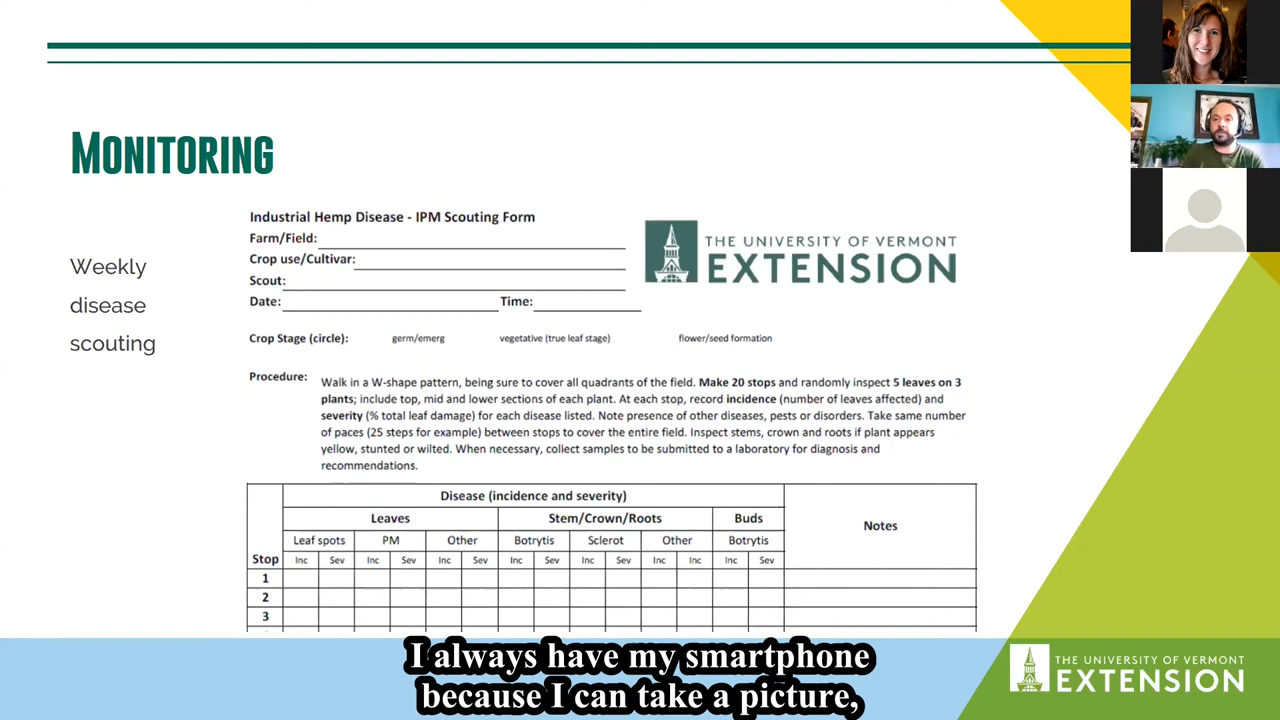 MONITORING
Weekly
disease
scouting
Industrial Hemp Disease - IPM Scouting Form
Farm/Field:
Crop use/Cultivar:
Scout:
Date: Time:
THE UNIVERSITY OF VERMONT
EXTENSION
Crop Stage (circle): germ/emerg vegetative (true leaf stage) flower/seed formation
Procedure: Walk in a W-shape pattern, being sure to cover all quadrants of the field. Make 20 stops and randomly inspect 5 leaves on 3
plants; include top, mid and lower sections of each plant. At each stop, record incidence (number of leaves affected) and
severity (% total leaf damage) for each disease listed. Note presence of other diseases, pests or disorders. Take same number
of paces (25 steps for example) between stops to cover the entire field. Inspect stems, crown and roots if plant appears
yellow, stunted or wilted. When necessary, collect samples to be submitted to a laboratory for diagnosis and
recommendations.
Disease (incidence and severity)
Leaves Stem/Crown/Roots Buds Notes
Leaf spots PM Other Botrytis Sclerot Other Botrytis
Stop Inc Sev Inc Sev Inc Sev Inc Sev Inc Sev Inc Inc Inc Sev
1
2
3
I always have my smartphone
because I can take a picture,
THE UNIVERSITY OF VERMONT
EXTENSION